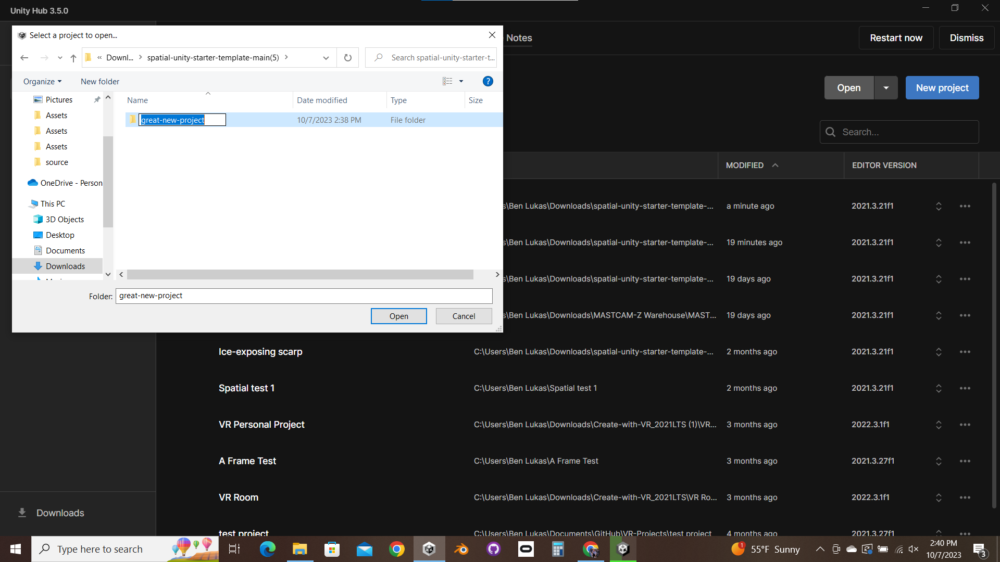 Unity Hub 3.5.0
Select a project to open...
Notes
Restart now
Dismiss
« Downl... > spatial-unity-starter-template-main(5) >
Search spatial-unity-starter-t...
Organize
New folder
?
Open
New project
Search...
Name
Date modified
Type
Size
great-new-project
10/7/2023 2:38 PM
File folder
Pictures
Assets
Assets
Assets
source
OneDrive - Person
This PC
3D Objects
Desktop
Documents
Downloads
Folder:
great-new-project
Open
Cancel
MODIFIED
EDITOR VERSION
s\Ben Lukas\Downloads\spatial-unity-starter-template-...
a minute ago
2021.3.21f1
s\Ben Lukas\Downloads\spatial-unity-starter-template-...
19 minutes ago
2021.3.21f1
s\Ben Lukas\Downloads\spatial-unity-starter-template-...
19 days ago
2021.3.21f1
s\Ben Lukas\Downloads\MASTCAM-Z Warehouse\MAST...
19 days ago
2021.3.21f1
Ice-exposing scarp
C:\Users\Ben Lukas\Downloads\spatial-unity-starter-template-...
2 months ago
2021.3.21f1
Spatial test 1
C:\Users\Ben Lukas\Spatial test 1
2 months ago
2021.3.21f1
VR Personal Project
C:\Users\Ben Lukas\Downloads\Create-with-VR_2021LTS (1)\VR...
3 months ago
2022.3.1f1
A Frame Test
C:\Users\Ben Lukas\A Frame Test
3 months ago
2021.3.27f1
VR Room
C:\Users\Ben Lukas\Downloads\Create-with-VR_2021LTS\VR Ro...
3 months ago
2022.3.1f1
test project
C:\Users\Ben Lukas\Documents\GitHub\VR-Projects\test project
4 months ago
2021.3.27f1
Downloads
Type here to search
1
55°F Sunny
2:40 PM
10/7/2023
3